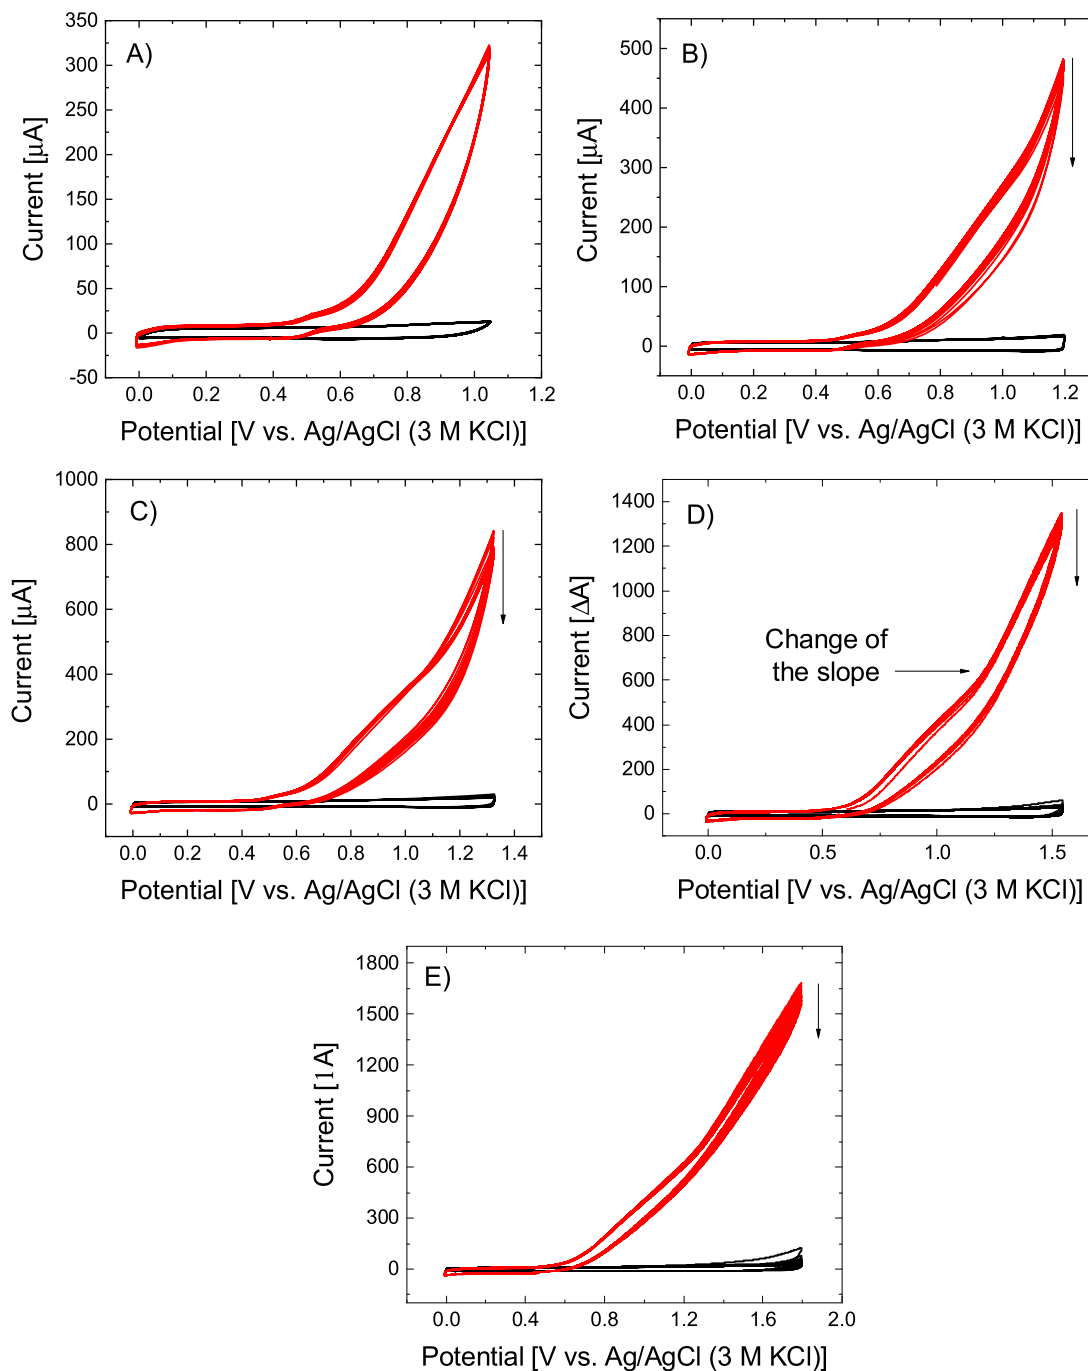 A)
350
300
250
200
150
100
50
0
-50
Current [μA]
0.0 0.2 0.4 0.6 0.8 1.0 1.2
Potential [V vs. Ag/AgCl (3 M KCl)]
B)
500
400
300
200
100
0
Current [μA]
0.0 0.2 0.4 0.6 0.8 1.0 1.2
Potential [V vs. Ag/AgCl (3 M KCl)]
C)
1000
800
600
400
200
0
Current [μA]
0.0 0.2 0.4 0.6 0.8 1.0 1.2 1.4
Potential [V vs. Ag/AgCl (3 M KCl)]
D)
1400
1200
1000
800
600
400
200
0
Current [ΔA]
Change of
the slope
0.0 0.5 1.0 1.5
Potential [V vs. Ag/AgCl (3 M KCl)]
E)
1800
1500
1200
900
600
300
0
Current [1A]
0.0 0.4 0.8 1.2 1.6 2.0
Potential [V vs. Ag/AgCl (3 M KCl)]